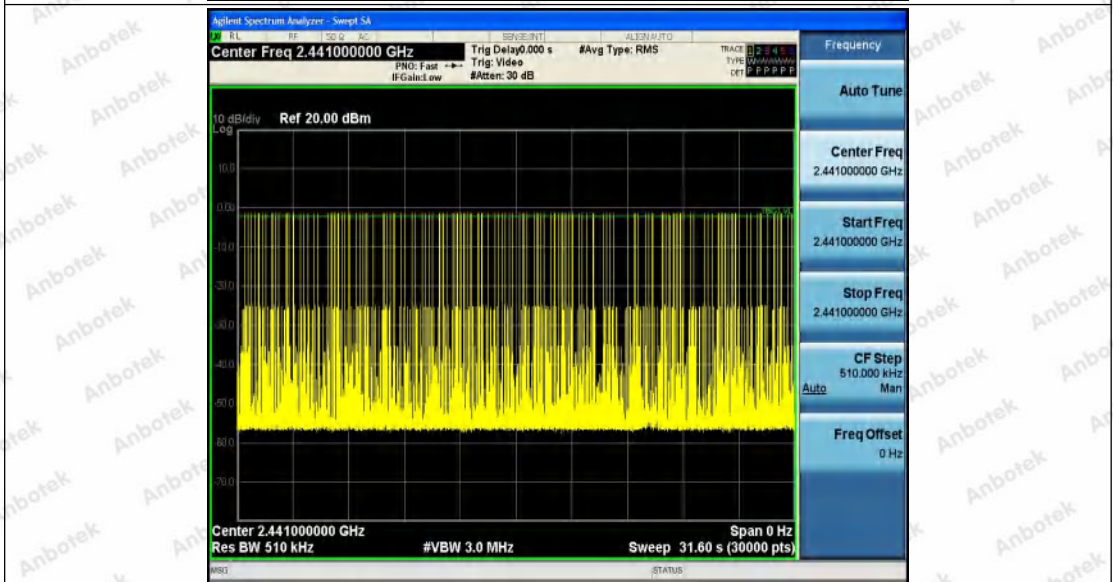 Agilent Spectrum Analyzer - Swept SA
RL RF 50 Ω AC SENSE:INT ALIGN AUTO
Center Freq 2.441000000 GHz
PNO: Fast
IFGain:Low
Trig Delay0.000 s
Trig: Video
#Atten: 30 dB
#Avg Type: RMS
TRACE 1 2 3 4 5 6
TYPE
DET P P P P P P
10 dB/div Ref 20.00 dBm
Log
10.0
0.00
-10.0
-20.0
-30.0
-40.0
-50.0
-60.0
-70.0
TRIG LVL
Center 2.441000000 GHz
Span 0 Hz
Res BW 510 kHz
#VBW 3.0 MHz
Sweep 31.60 s (30000 pts)
MSG
STATUS
Frequency
Auto Tune
Center Freq
2.441000000 GHz
Start Freq
2.441000000 GHz
Stop Freq
2.441000000 GHz
CF Step
510.000 kHz
Auto Man
Freq Offset
0 Hz
Anbotek